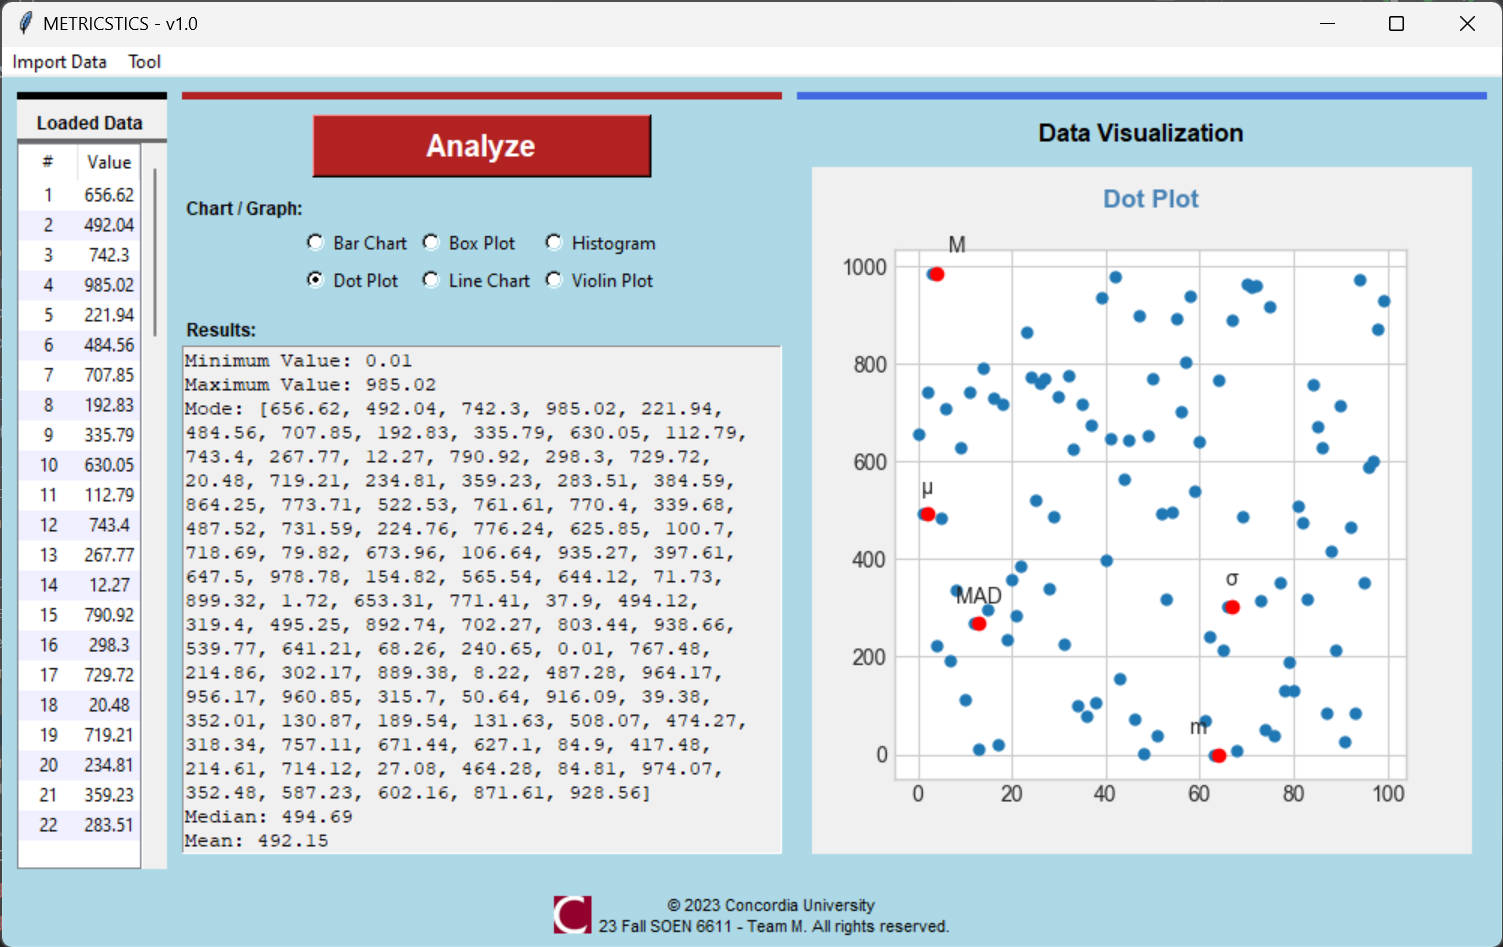 METRICSTICS - v1.0
Import Data Tool
Loaded Data
# Value
1 656.62
2 492.04
3 742.3
4 985.02
5 221.94
6 484.56
7 707.85
8 192.83
9 335.79
10 630.05
11 112.79
12 743.4
13 267.77
14 12.27
15 790.92
16 298.3
17 729.72
18 20.48
19 719.21
20 234.81
21 359.23
22 283.51
Analyze
Chart / Graph:
Bar Chart Box Plot Histogram
Dot Plot Line Chart Violin Plot
Results:
Minimum Value: 0.01
Maximum Value: 985.02
Mode: [656.62, 492.04, 742.3, 985.02, 221.94,
484.56, 707.85, 192.83, 335.79, 630.05, 112.79,
743.4, 267.77, 12.27, 790.92, 298.3, 729.72,
20.48, 719.21, 234.81, 359.23, 283.51, 384.59,
864.25, 773.71, 522.53, 761.61, 770.4, 339.68,
487.52, 731.59, 224.76, 776.24, 625.85, 100.7,
718.69, 79.82, 673.96, 106.64, 935.27, 397.61,
647.5, 978.78, 154.82, 565.54, 644.12, 71.73,
899.32, 1.72, 653.31, 771.41, 37.9, 494.12,
319.4, 495.25, 892.74, 702.27, 803.44, 938.66,
539.77, 641.21, 68.26, 240.65, 0.01, 767.48,
214.86, 302.17, 889.38, 8.22, 487.28, 964.17,
956.17, 960.85, 315.7, 50.64, 916.09, 39.38,
352.01, 130.87, 189.54, 131.63, 508.07, 474.27,
318.34, 757.11, 671.44, 627.1, 84.9, 417.48,
214.61, 714.12, 27.08, 464.28, 84.81, 974.07,
352.48, 587.23, 602.16, 871.61, 928.56]
Median: 494.69
Mean: 492.15
Data Visualization
Dot Plot
M
1000
800
600
μ
400
σ
MAD
200
m
0
0 20 40 60 80 100
C
© 2023 Concordia University
23 Fall SOEN 6611 - Team M. All rights reserved.